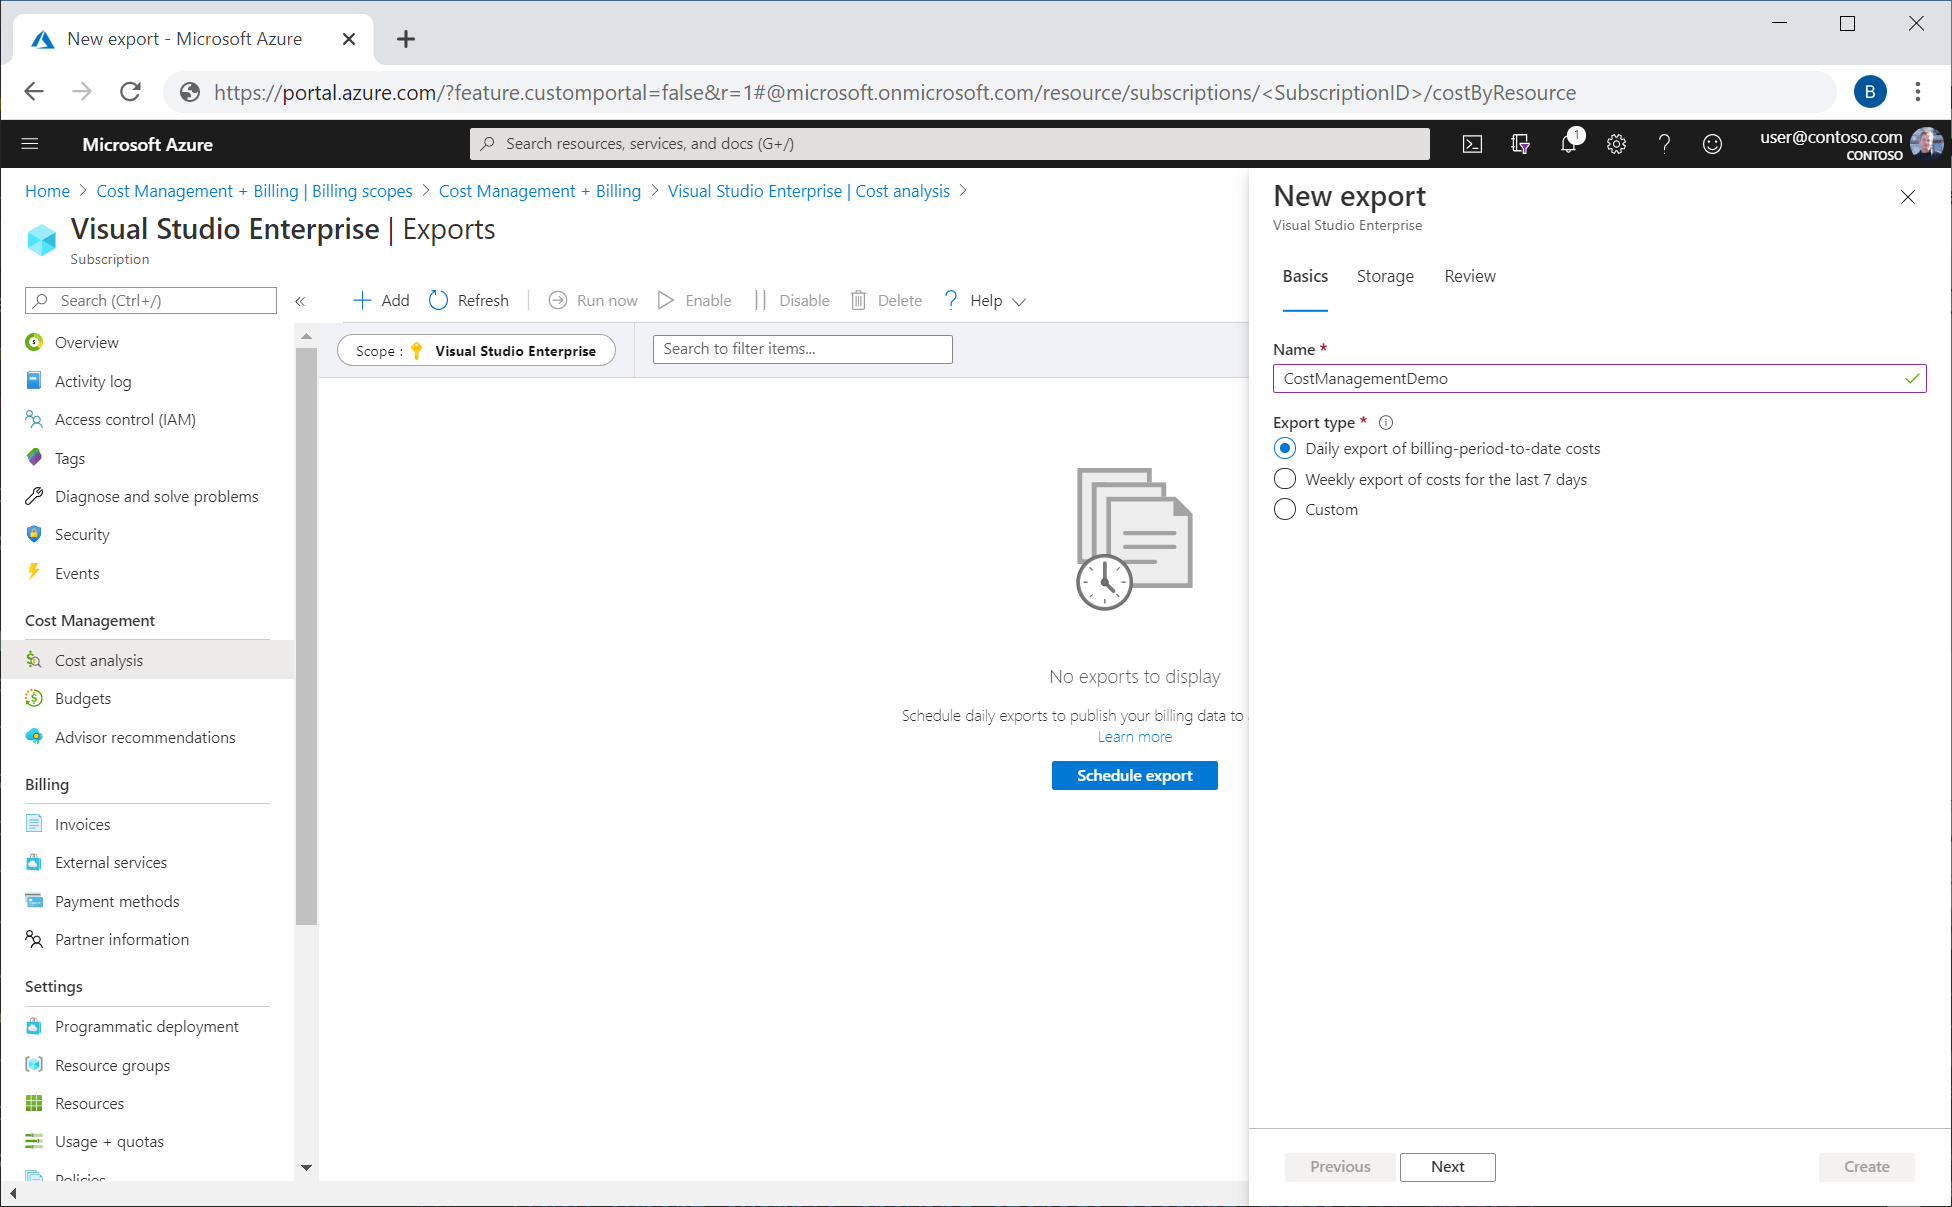 New export - Microsoft Azure
https://portal.azure.com/?feature.customportal=false&r=1#@microsoft.onmicrosoft.com/resource/subscriptions/<SubscriptionID>/costByResource
B
Microsoft Azure
Search resources, services, and docs (G+/)
1
user@contoso.com
CONTOSO
Home > Cost Management + Billing | Billing scopes > Cost Management + Billing > Visual Studio Enterprise | Cost analysis >
Visual Studio Enterprise | Exports
Subscription
Search (Ctrl+/)
«
Overview
Activity log
Access control (IAM)
Tags
Diagnose and solve problems
Security
Events
Cost Management
Cost analysis
Budgets
Advisor recommendations
Billing
Invoices
External services
Payment methods
Partner information
Settings
Programmatic deployment
Resource groups
Resources
Usage + quotas
Policies
Add Refresh Run now Enable Disable Delete ? Help
Scope : Visual Studio Enterprise
Search to filter items...
No exports to display
Schedule daily exports to publish your billing data to
Learn more
Schedule export
New export
Visual Studio Enterprise
Basics Storage Review
Name *
CostManagementDemo
Export type *
Daily export of billing-period-to-date costs
Weekly export of costs for the last 7 days
Custom
Previous Next Create